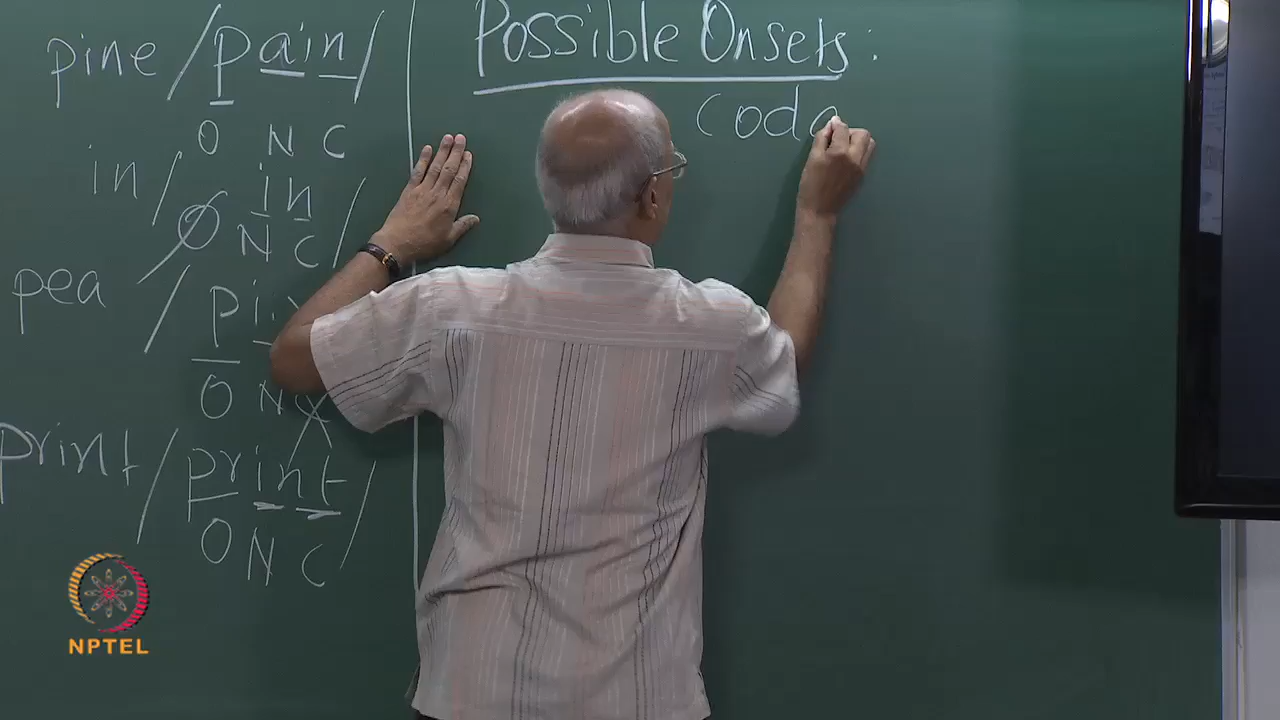 pine /pain/
O N C
in / in
Ø N C /
pea / pi
O N X
print / print
O N C /
Possible Onsets :
Coda
NPTEL